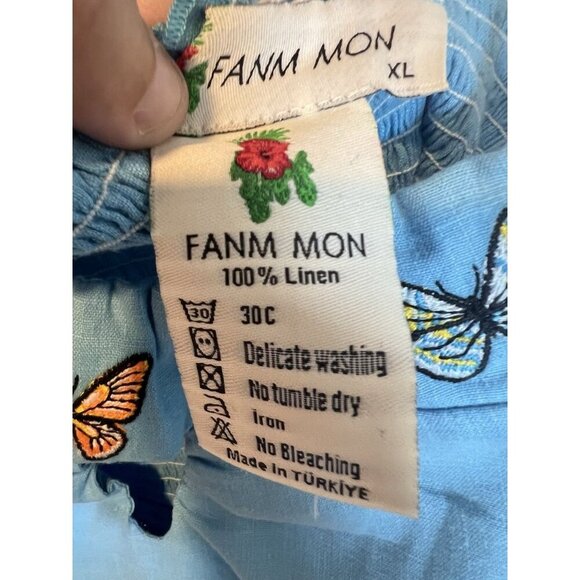 FANM MON
XL
FANM MON
100% Linen
30 30C
Delicate washing
No tumble dry
Iron
No Bleaching
Made in TÜRKİYE